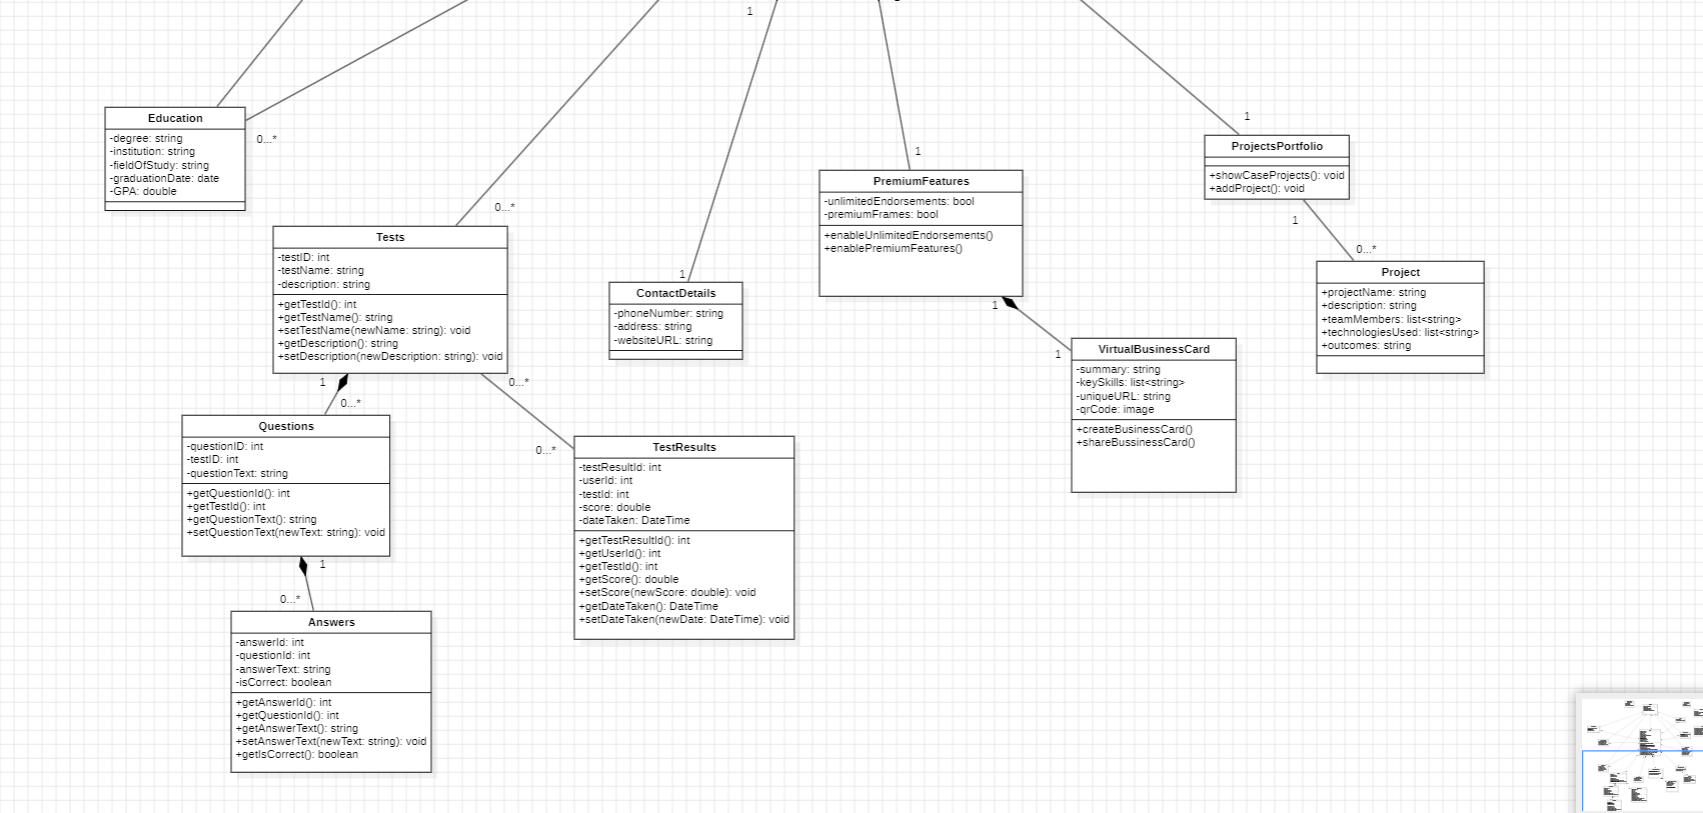 1
1
Education
-degree: string
-institution: string
-fieldOfStudy: string
-graduationDate: date
-GPA: double
0...*
0...*
Tests
-testID: int
-testName: string
-description: string
+getTestId(): int
+getTestName(): string
+setTestName(newName: string): void
+getDescription(): string
+setDescription(newDescription: string): void
1
ContactDetails
-phoneNumber: string
-address: string
-websiteURL: string
1
PremiumFeatures
-unlimitedEndorsements: bool
-premiumFrames: bool
+enableUnlimitedEndorsements()
+enablePremiumFeatures()
ProjectsPortfolio
+showCaseProjects(): void
+addProject(): void
1
0...*
Project
+projectName: string
+description: string
+teamMembers: list<string>
+technologiesUsed: list<string>
+outcomes: string
1
1
VirtualBusinessCard
-summary: string
-keySkills: list<string>
-uniqueURL: string
-qrCode: image
+createBusinessCard()
+shareBussinessCard()
1
0...*
0...*
0...*
Questions
-questionID: int
-testID: int
-questionText: string
+getQuestionId(): int
+getTestId(): int
+getQuestionText(): string
+setQuestionText(newText: string): void
TestResults
-testResultId: int
-userId: int
-testId: int
-score: double
-dateTaken: DateTime
+getTestResultId(): int
+getUserId(): int
+getTestId(): int
+getScore(): double
+setScore(newScore: double): void
+getDateTaken(): DateTime
+setDateTaken(newDate: DateTime): void
1
0...*
Answers
-answerId: int
-questionId: int
-answerText: string
-isCorrect: boolean
+getAnswerId(): int
+getQuestionId(): int
+getAnswerText(): string
+setAnswerText(newText: string): void
+getIsCorrect(): boolean